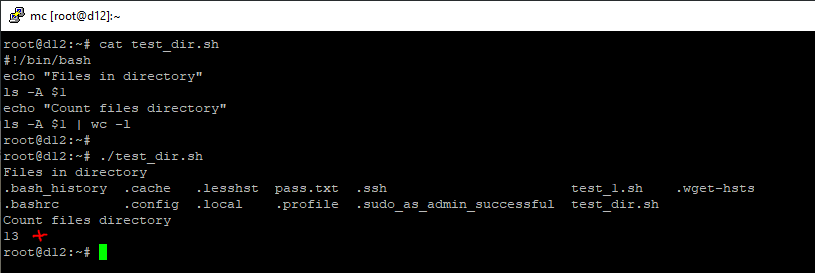 mc [root@d12]:~
root@d12:~# cat test_dir.sh
#!/bin/bash
echo "Files in directory"
ls -A $1
echo "Count files directory"
ls -A $1 | wc -l
root@d12:~#
root@d12:~# ./test_dir.sh
Files in directory
.bash_history  .cache   .lesshst  pass.txt  .ssh                       test_1.sh    .wget-hsts
.bashrc        .config  .local    .profile  .sudo_as_admin_successful  test_dir.sh
Count files directory
13
root@d12:~#